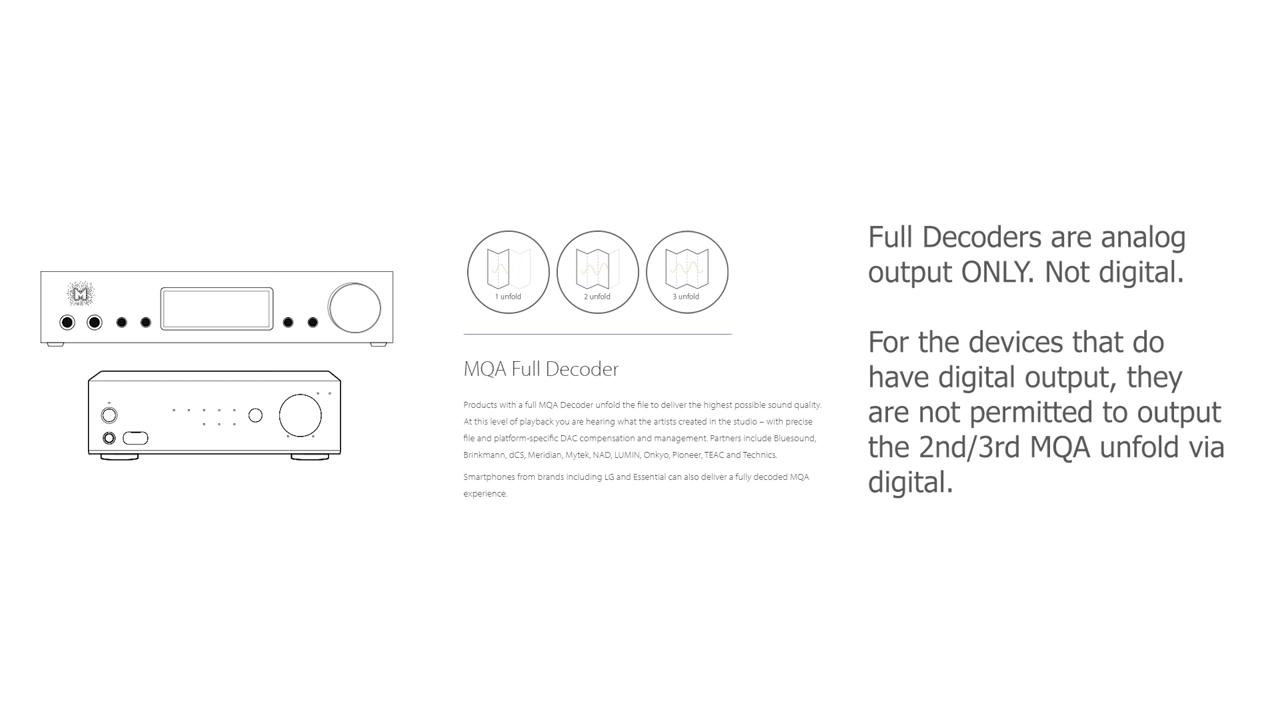 1 unfold
2 unfold
3 unfold
MQA Full Decoder
Products with a full MQA Decoder unfold the file to deliver the highest possible sound quality.
At this level of playback you are hearing what the artists created in the studio – with precise
file and platform-specific DAC compensation and management. Partners include Bluesound,
Brinkmann, dCS, Meridian, Mytek, NAD, LUMIN, Onkyo, Pioneer, TEAC and Technics.
Smartphones from brands including LG and Essential can also deliver a fully decoded MQA
experience.
Full Decoders are analog
output ONLY. Not digital.
For the devices that do
have digital output, they
are not permitted to output
the 2nd/3rd MQA unfold via
digital.